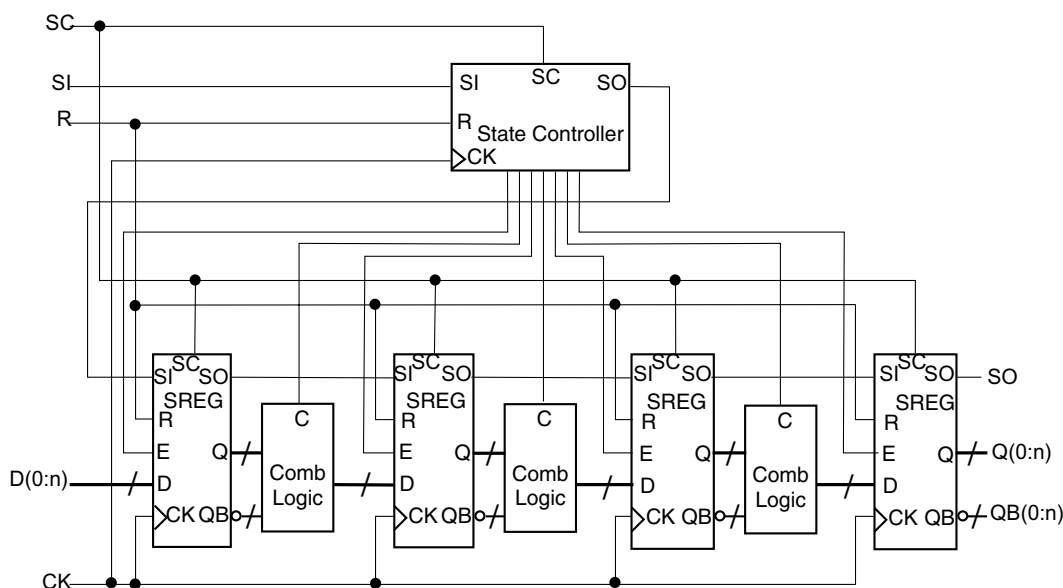 SC
SI
R
SC
SI SO
R
State Controller
CK
SC
SI SO
SREG
R
E Q
D
CK QB
C
Comb
Logic
SC
SI SO
SREG
R
E Q
D
CK QB
C
Comb
Logic
SC
SI SO
SREG
R
E Q
D
CK QB
C
Comb
Logic
SC
SI SO
SREG
R
E Q
D
CK QB
SO
Q(0:n)
QB(0:n)
D(0:n)
CK